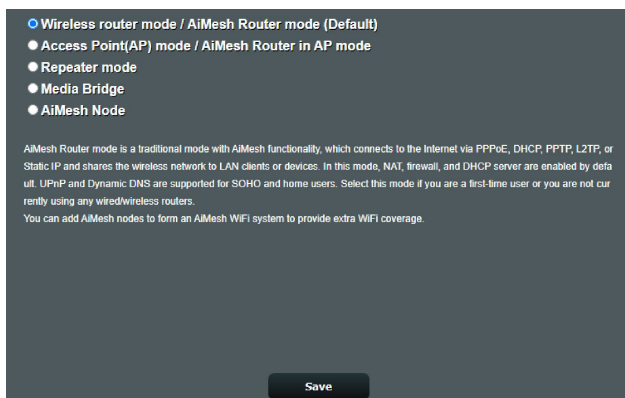 Wireless router mode / AiMesh Router mode (Default)
Access Point(AP) mode / AiMesh Router in AP mode
Repeater mode
Media Bridge
AiMesh Node
AiMesh Router mode is a traditional mode with AiMesh functionality, which connects to the Internet via PPPoE, DHCP, PPTP, L2TP, or
Static IP and shares the wireless network to LAN clients or devices. In this mode, NAT, firewall, and DHCP server are enabled by defa
ult. UPnP and Dynamic DNS are supported for SOHO and home users. Select this mode if you are a first-time user or you are not cur
rently using any wired/wireless routers.
You can add AiMesh nodes to form an AiMesh WiFi system to provide extra WiFi coverage.
Save